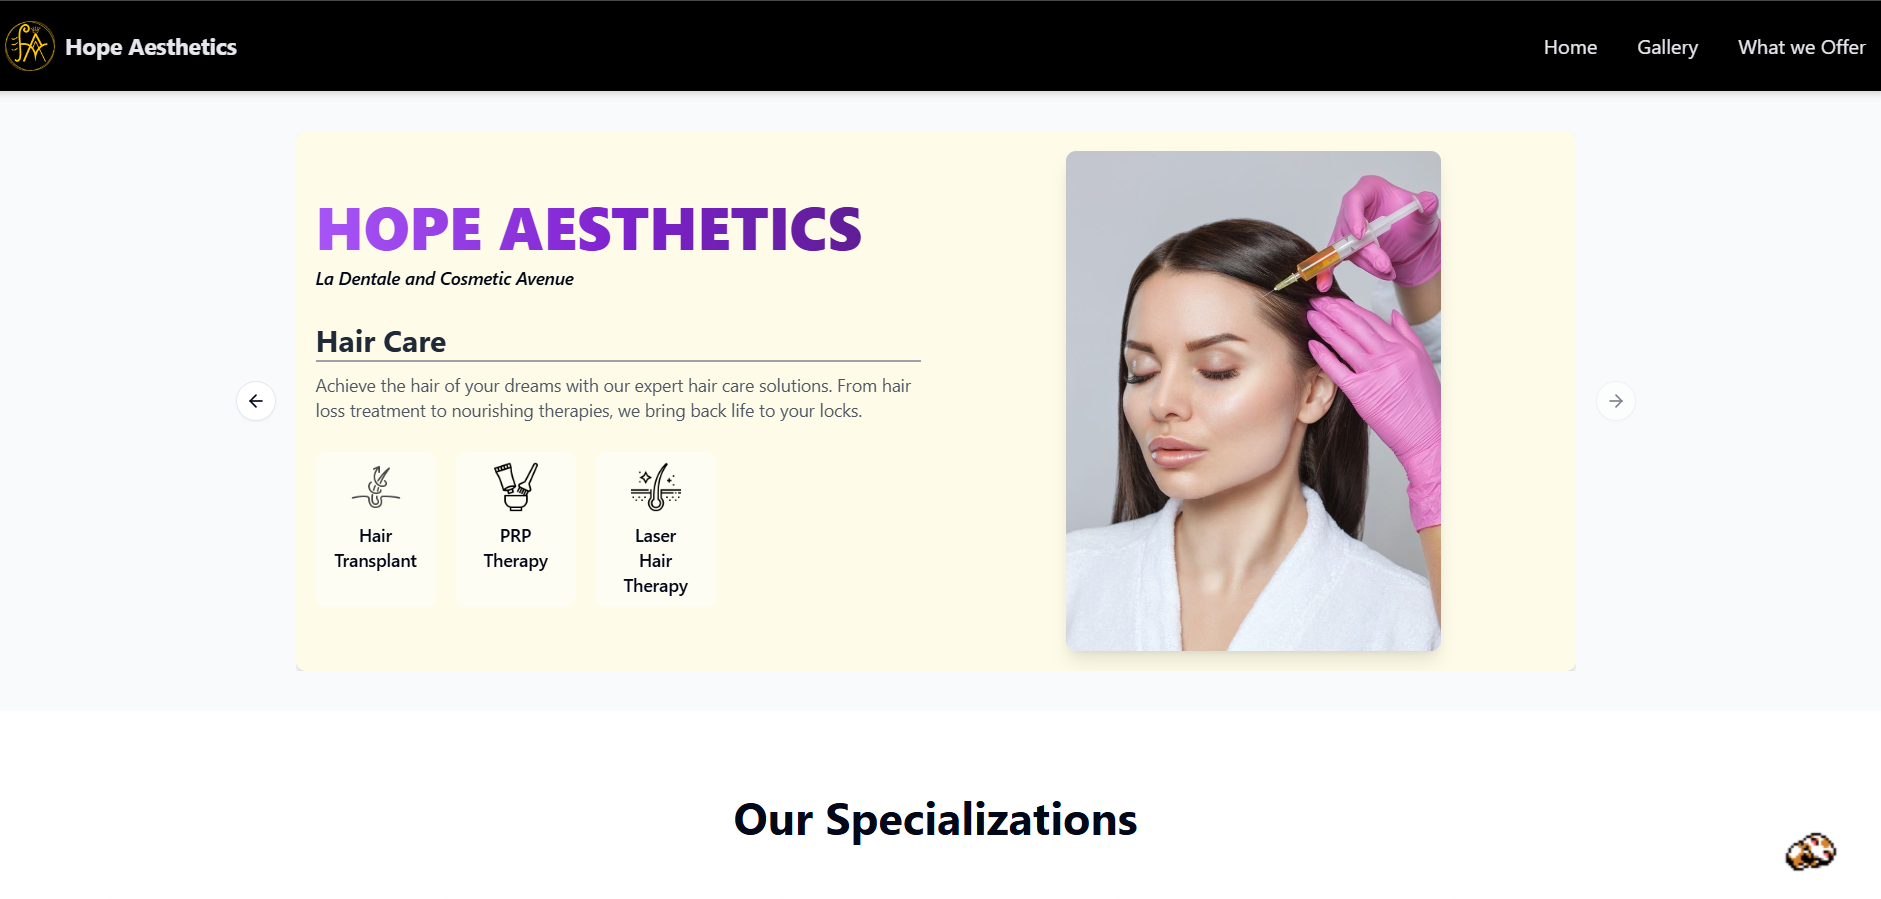 Hope Aesthetics
Home
Gallery
What we Offer
HOPE AESTHETICS
La Dentale and Cosmetic Avenue
Hair Care
Achieve the hair of your dreams with our expert hair care solutions. From hair
loss treatment to nourishing therapies, we bring back life to your locks.
Hair
Transplant
PRP
Therapy
Laser
Hair
Therapy
Our Specializations